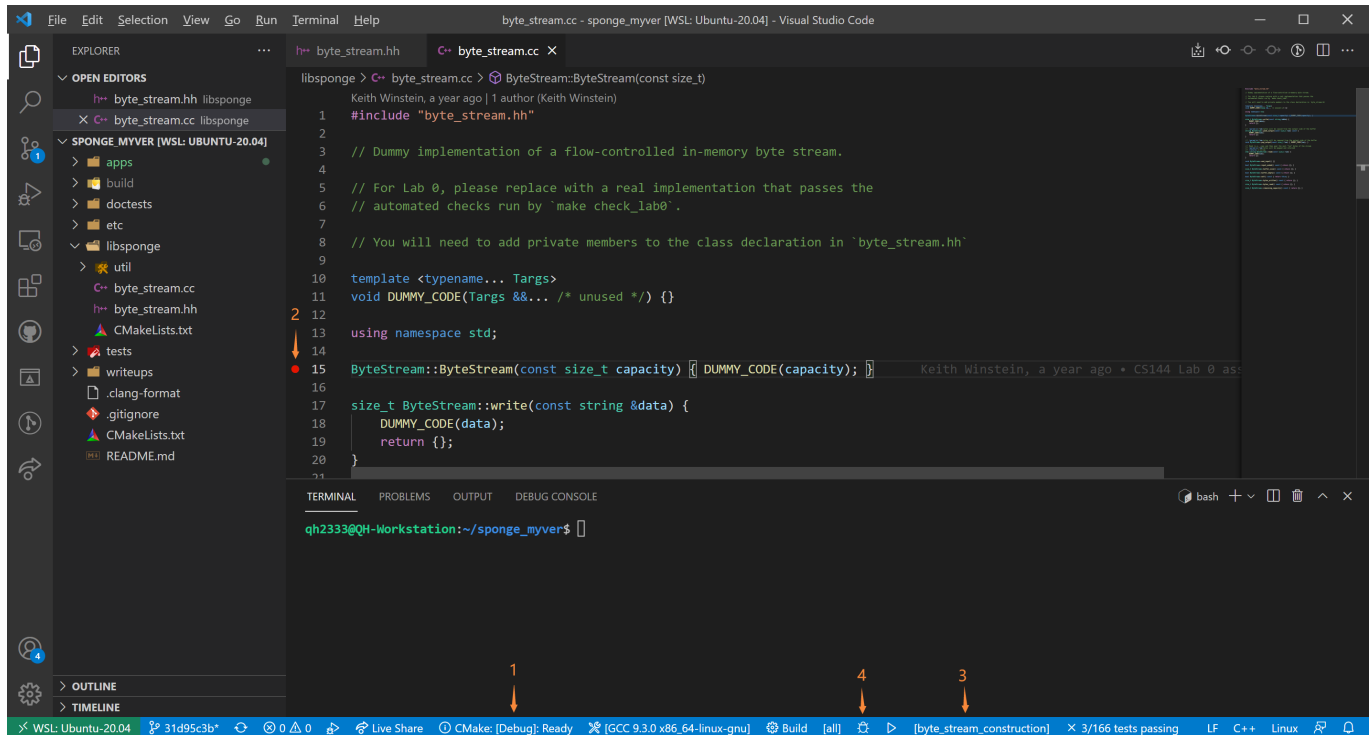 File Edit Selection View Go Run Terminal Help
byte_stream.cc - sponge_myver [WSL: Ubuntu-20.04] - Visual Studio Code
EXPLORER
OPEN EDITORS
h++ byte_stream.hh libsponge
C++ byte_stream.cc libsponge
SPONGE_MYVER [WSL: UBUNTU-20.04]
apps
build
doctests
etc
libsponge
util
C++ byte_stream.cc
h++ byte_stream.hh
CMakeLists.txt
tests
writeups
.clang-format
.gitignore
CMakeLists.txt
README.md
OUTLINE
TIMELINE
1
4
h++ byte_stream.hh
C++ byte_stream.cc
libsponge > C++ byte_stream.cc > ByteStream::ByteStream(const size_t)
Keith Winstein, a year ago | 1 author (Keith Winstein)
1 #include "byte_stream.hh"
2
3 // Dummy implementation of a flow-controlled in-memory byte stream.
4
5 // For Lab 0, please replace with a real implementation that passes the
6 // automated checks run by `make check_lab0`.
7
8 // You will need to add private members to the class declaration in `byte_stream.hh`
9
10 template <typename... Targs>
11 void DUMMY_CODE(Targs &&... /* unused */) {}
2 12
13 using namespace std;
14
15 ByteStream::ByteStream(const size_t capacity) { DUMMY_CODE(capacity); } Keith Winstein, a year ago • CS144 Lab 0 ass
16
17 size_t ByteStream::write(const string &data) {
18 DUMMY_CODE(data);
19 return {};
20 }
21
TERMINAL PROBLEMS OUTPUT DEBUG CONSOLE
bash
qh2333@QH-Workstation:~/sponge_myver$
1
4
3
WSL: Ubuntu-20.04 31d95c3b* 0 0 Live Share CMake: [Debug]: Ready [GCC 9.3.0 x86_64-linux-gnu] Build [all] [byte_stream_construction] 3/166 tests passing LF C++ Linux